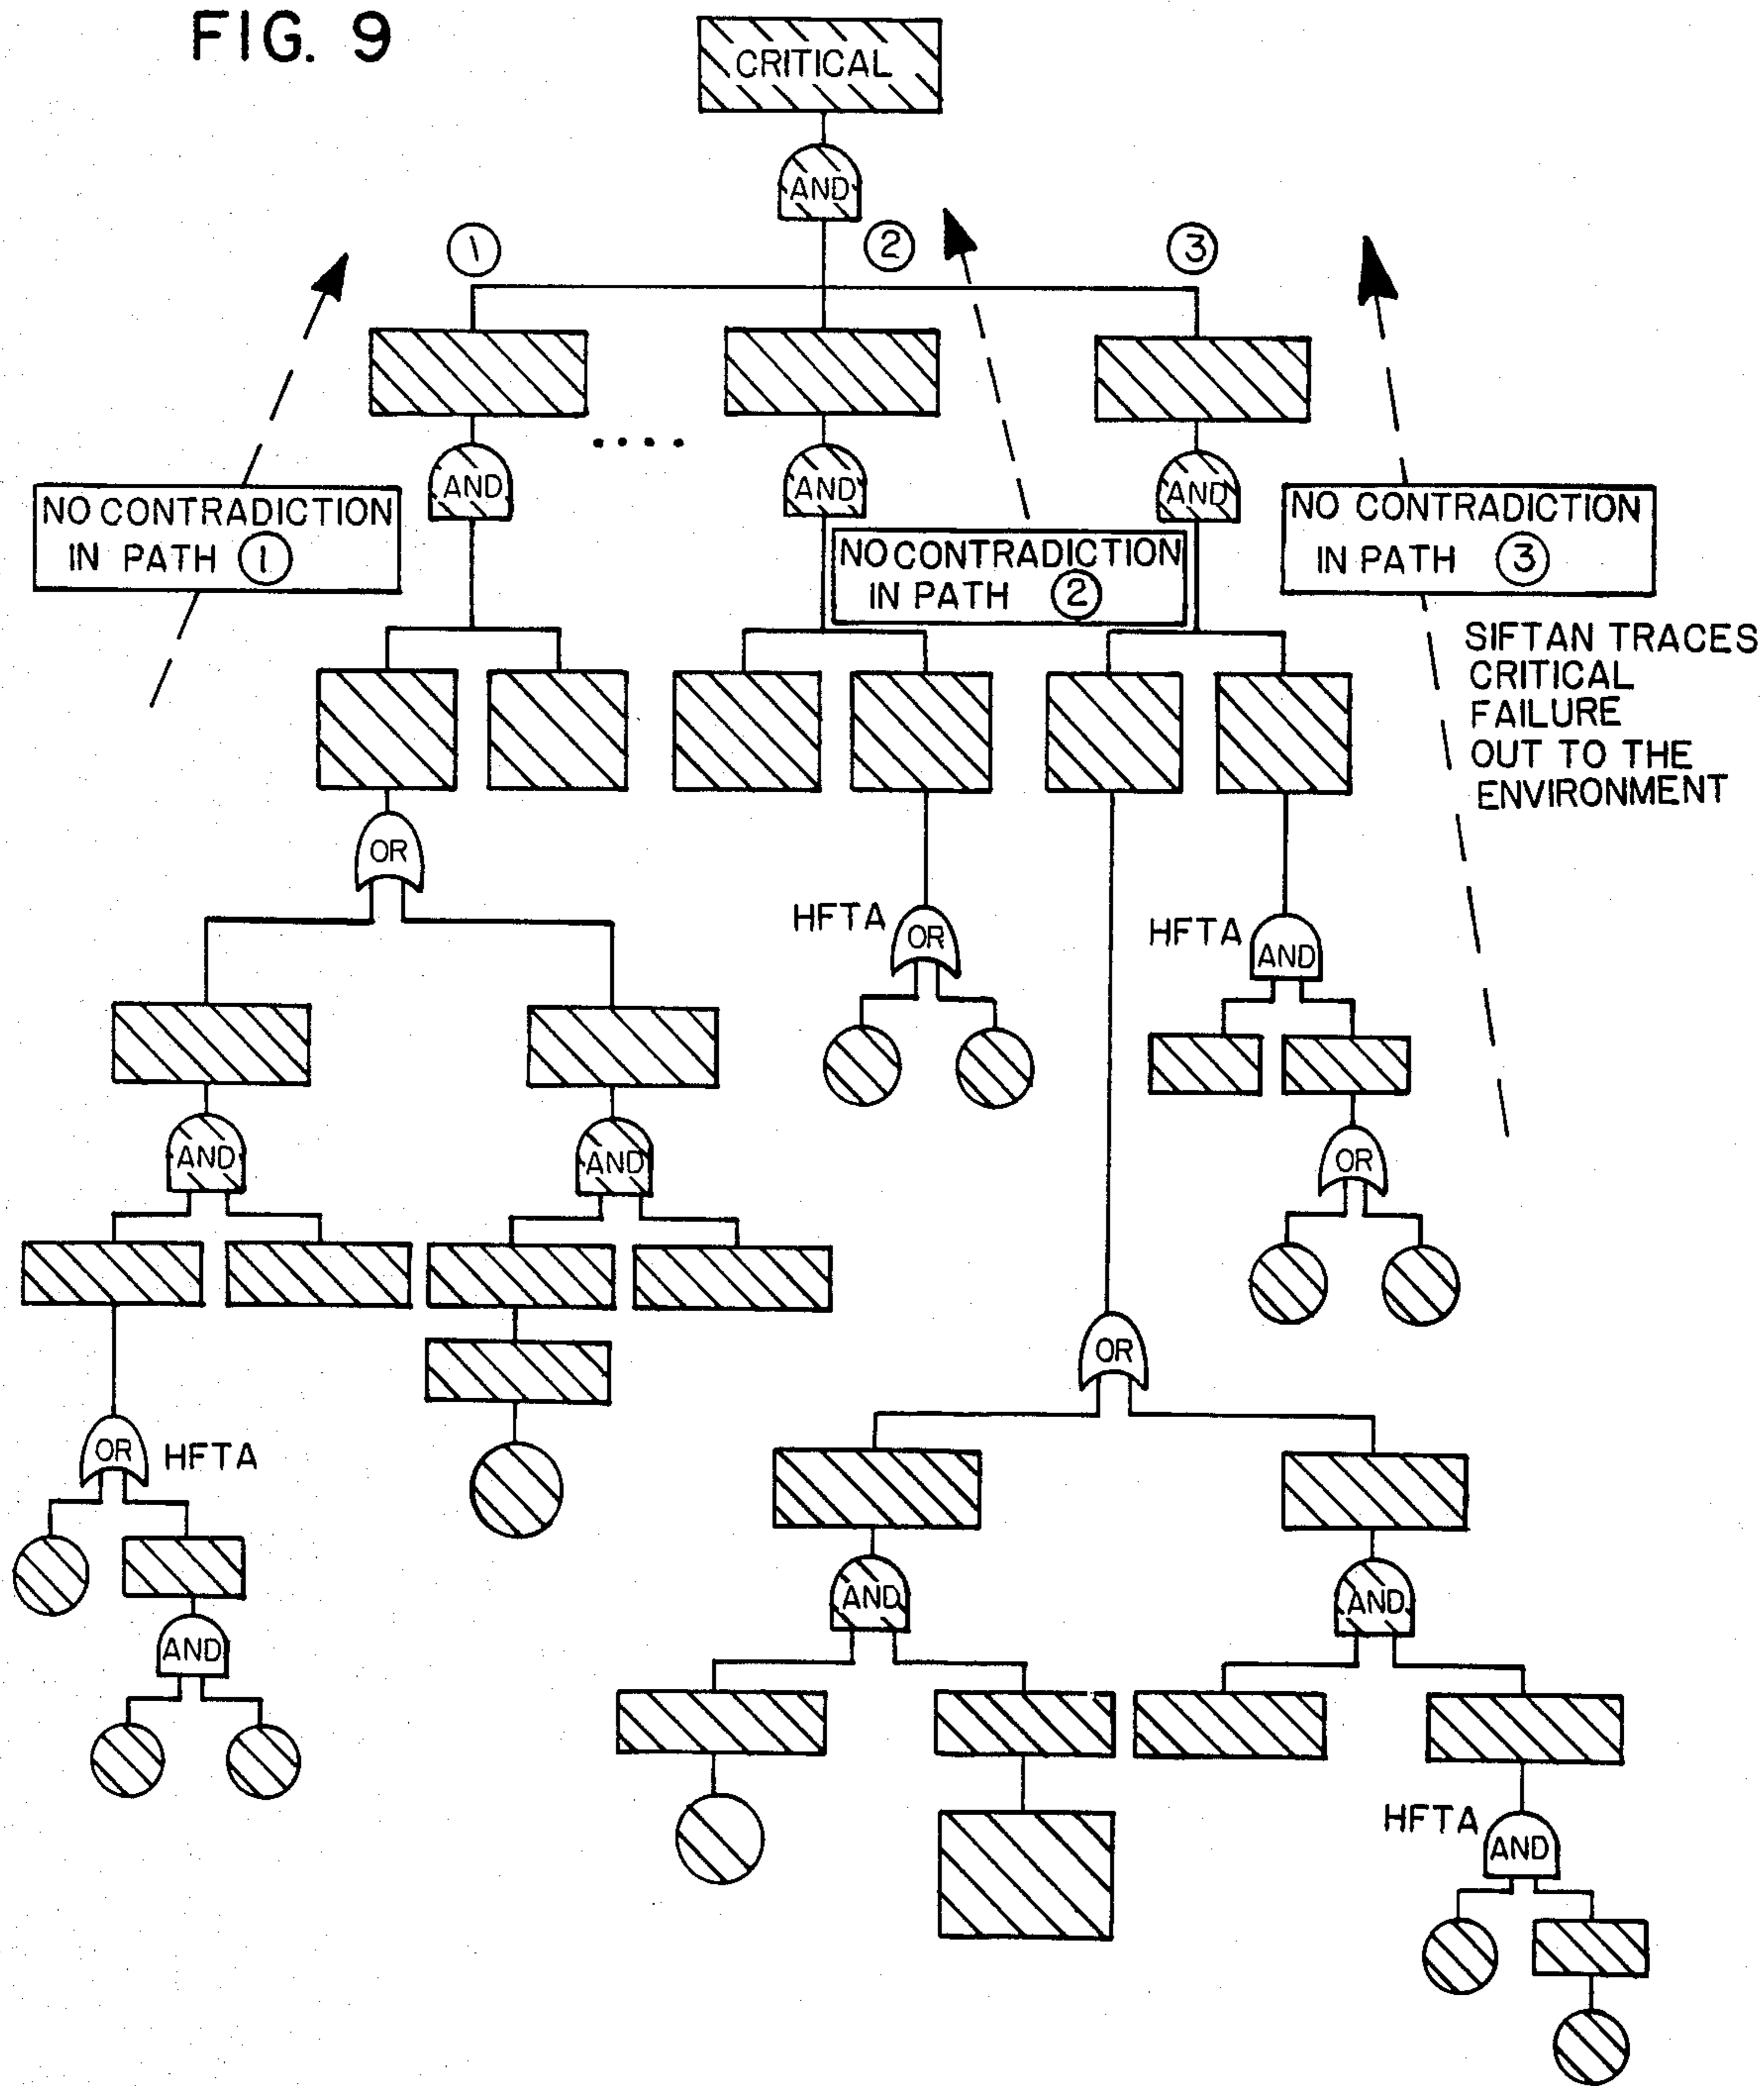 FIG. 9
CRITICAL
AND
① ② ③
AND
AND
AND
NO CONTRADICTION
IN PATH ①
NO CONTRADICTION
IN PATH ②
NO CONTRADICTION
IN PATH ③
SIFTAN TRACES
CRITICAL
FAILURE
OUT TO THE
ENVIRONMENT
OR
HFTA
OR
HFTA
AND
AND
AND
OR
OR
OR
HFTA
AND
AND
AND
HFTA
AND